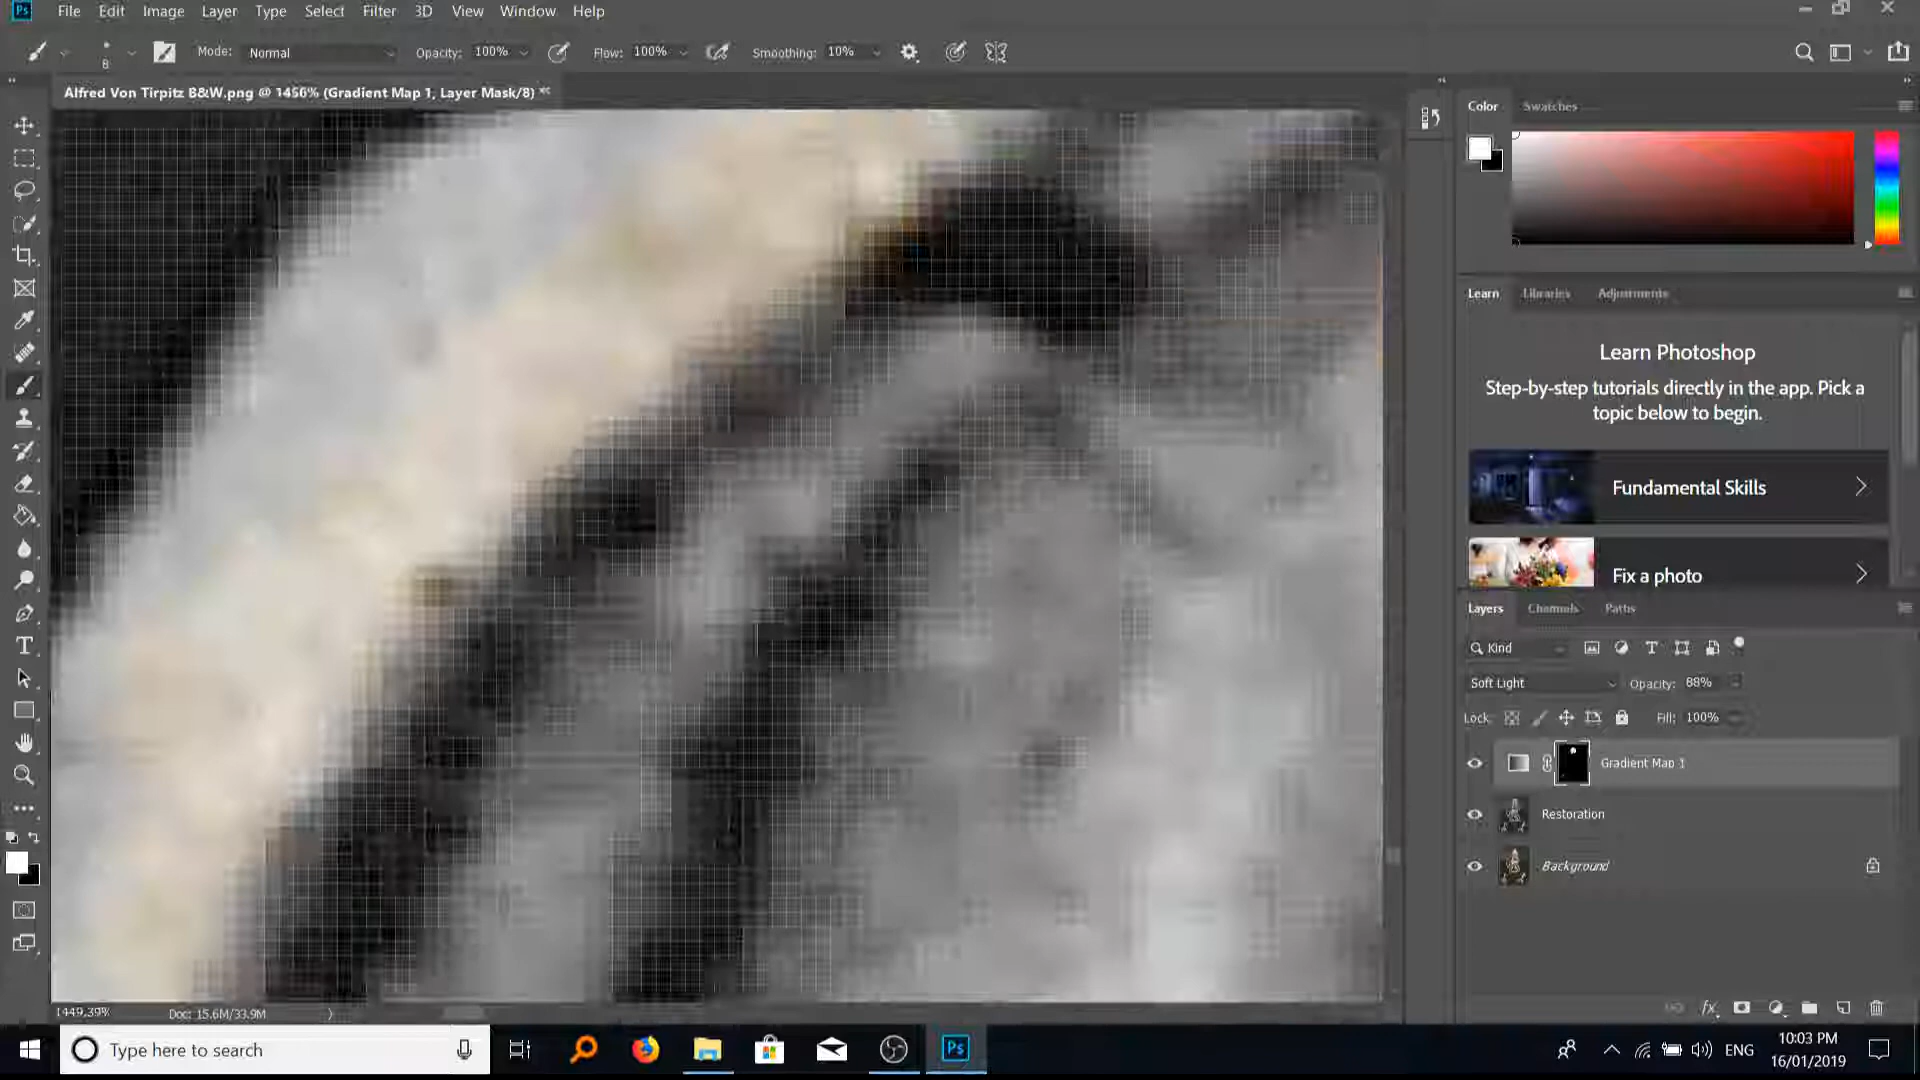 Ps File Edit Image Layer Type Select Filter 3D View Window Help
8 Mode: Normal Opacity: 100% Flow: 100% Smoothing: 10%
Alfred Von Tirpitz B&W.png @ 1456% (Gradient Map 1, Layer Mask/8) *
Color Swatches
Learn Libraries Adjustments
Learn Photoshop
Step-by-step tutorials directly in the app. Pick a
topic below to begin.
Fundamental Skills
Fix a photo
Layers Channels Paths
Kind
Soft Light Opacity: 88%
Lock: Fill: 100%
Gradient Map 1
Restoration
Background
1449.39% Doc: 15.6M/33.9M
Type here to search
Ps
ENG
10:03 PM
16/01/2019